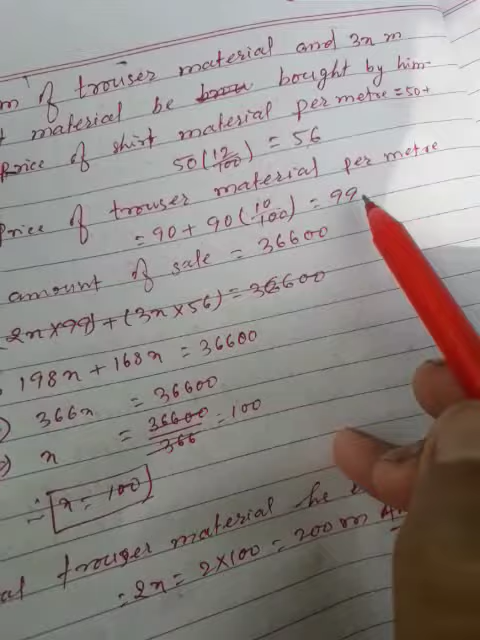 m of trouser material and 3x m
t material be bought by him.
Price of shirt material per metre = 50 +
50(12/100) = 56
Price of trouser material per metre
= 90 + 90(10/100) = 99
amount of sale = 36600
2x × 99) + (3x × 56) = 36600
198x + 168x = 36600
366x = 36600
x = 36600/366 = 100
∴ x = 100
al trouser material he
= 2x = 2×100 = 200 m